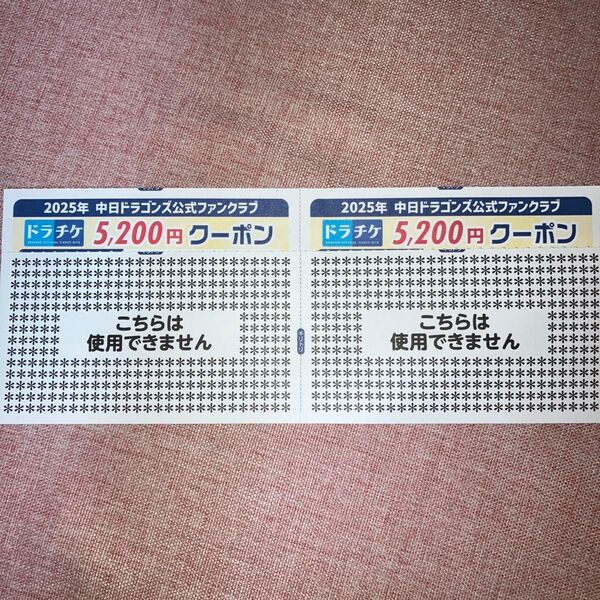 2025年 中日ドラゴンズ公式ファンクラブ
ドラチケ 5,200円 クーポン
こちらは
使用できません
キリトリ
2025年 中日ドラゴンズ公式ファンクラブ
ドラチケ 5,200円 クーポン
こちらは
使用できません